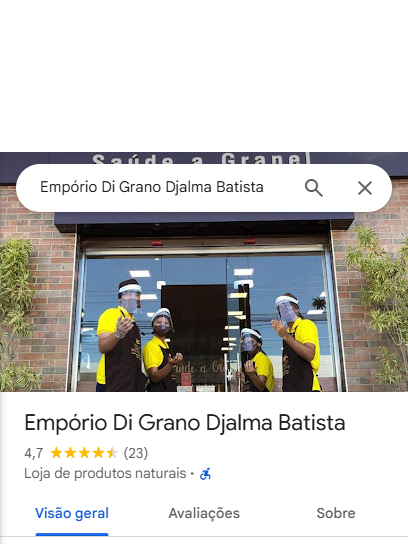 Saúde a Granel
Empório Di Grano Djalma Batista
Saúde a Gra
Empório Di Grano Djalma Batista
4,7 (23)
Loja de produtos naturais •
Visão geral Avaliações Sobre